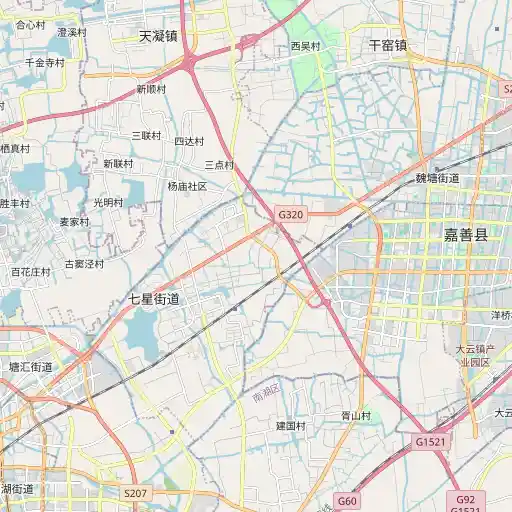 合心村
澄溪村
天凝镇
西吴村
干窑镇
千金寺村
新顺村
三联村
四达村
栖真村
新联村
三点村
杨庙社区
魏塘街道
光明村
胜丰村
麦家村
G320
嘉善县
古窦泾村
百花庄村
七星街道
洋桥
塘汇街道
大云镇产
业园区
南湖区
胥山村
大云
建国村
G1521
湖街道
S207
G60
G92
G1521